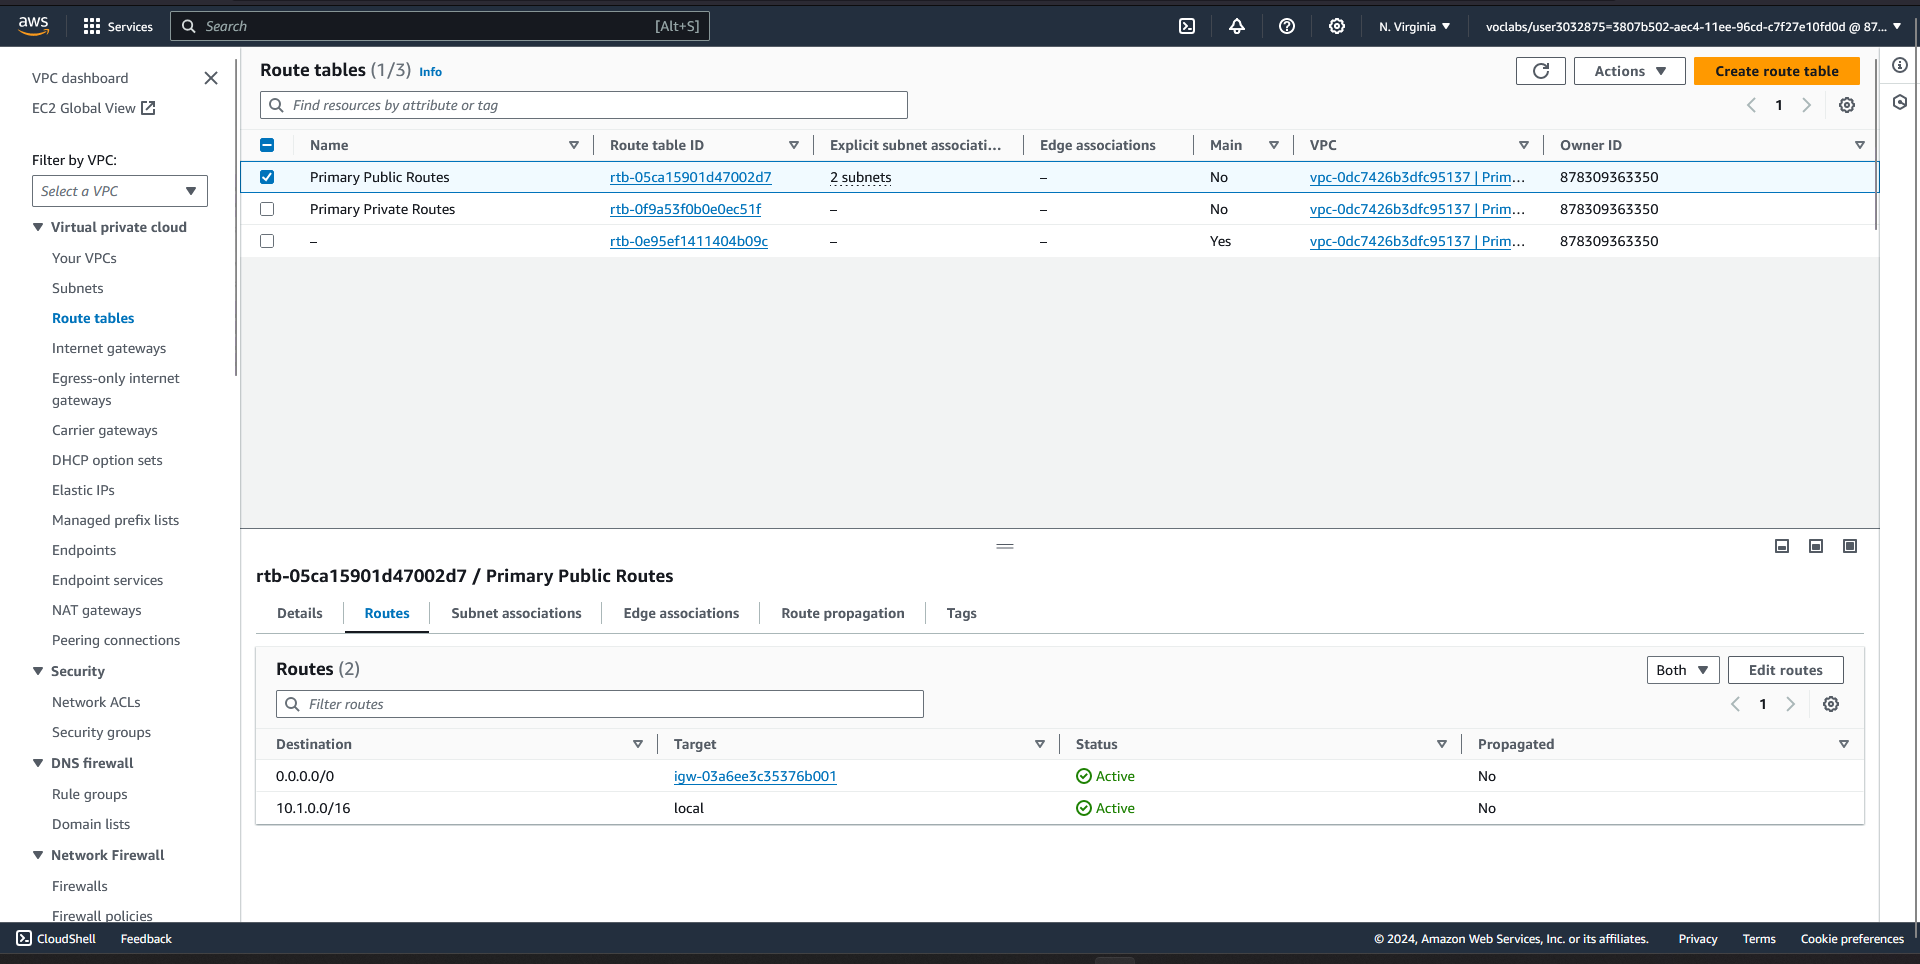 aws
Services
Search
[Alt+S]
N. Virginia
voclabs/user3032875=3807b502-aec4-11ee-96cd-c7f27e10fd0d @ 87...
VPC dashboard
EC2 Global View
Filter by VPC:
Select a VPC
Virtual private cloud
Your VPCs
Subnets
Route tables
Internet gateways
Egress-only internet
gateways
Carrier gateways
DHCP option sets
Elastic IPs
Managed prefix lists
Endpoints
Endpoint services
NAT gateways
Peering connections
Security
Network ACLs
Security groups
DNS firewall
Rule groups
Domain lists
Network Firewall
Firewalls
Firewall policies
Route tables (1/3) Info
Actions
Create route table
Find resources by attribute or tag
1
Name Route table ID Explicit subnet associati... Edge associations Main VPC Owner ID
Primary Public Routes rtb-05ca15901d47002d7 2 subnets – No vpc-0dc7426b3dfc95137 | Prim... 878309363350
Primary Private Routes rtb-0f9a53f0b0e0ec51f – – No vpc-0dc7426b3dfc95137 | Prim... 878309363350
– rtb-0e95ef1411404b09c – – Yes vpc-0dc7426b3dfc95137 | Prim... 878309363350
rtb-05ca15901d47002d7 / Primary Public Routes
Details Routes Subnet associations Edge associations Route propagation Tags
Routes (2)
Both
Edit routes
Filter routes
1
Destination Target Status Propagated
0.0.0.0/0 igw-03a6ee3c35376b001 Active No
10.1.0.0/16 local Active No
CloudShell Feedback
© 2024, Amazon Web Services, Inc. or its affiliates. Privacy Terms Cookie preferences